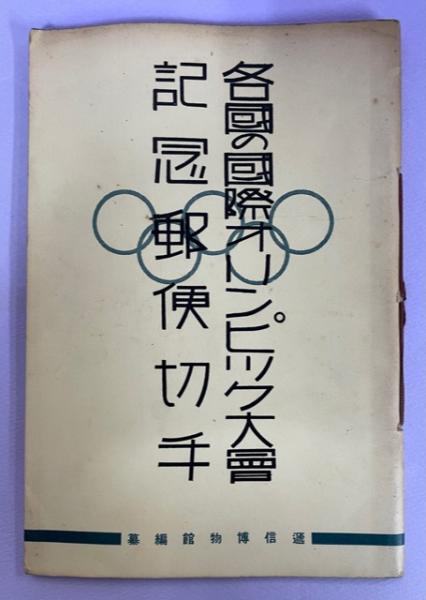 各國の國際オリンピック大會
記念郵便切手
遞信博物館編纂